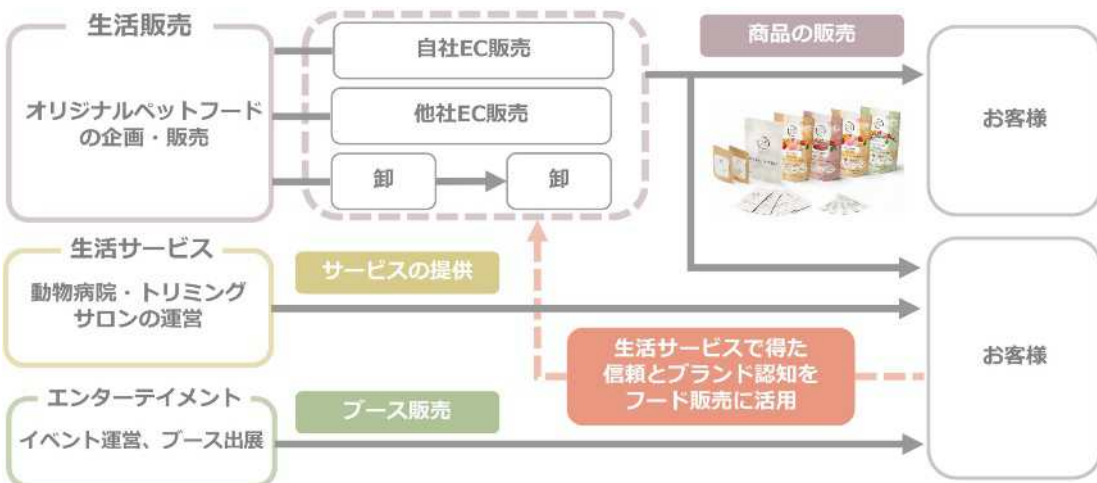 生活販売
オリジナルペットフード
の企画・販売
自社EC販売
他社EC販売
卸
卸
商品の販売
お客様
生活サービス
動物病院・トリミング
サロンの運営
サービスの提供
生活サービスで得た
信頼とブランド認知を
フード販売に活用
お客様
エンターテイメント
イベント運営、ブース出展
ブース販売